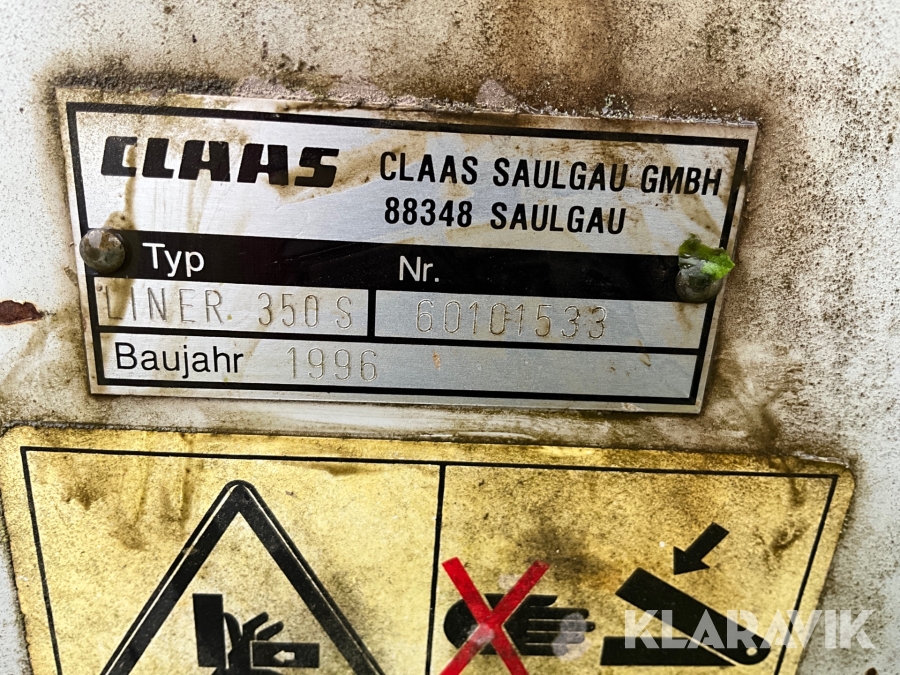 CLAAS
CLAAS SAULGAU GMBH
88348 SAULGAU
Typ Nr.
LINER 350 S 60101533
Baujahr 1996
KLARAVIK